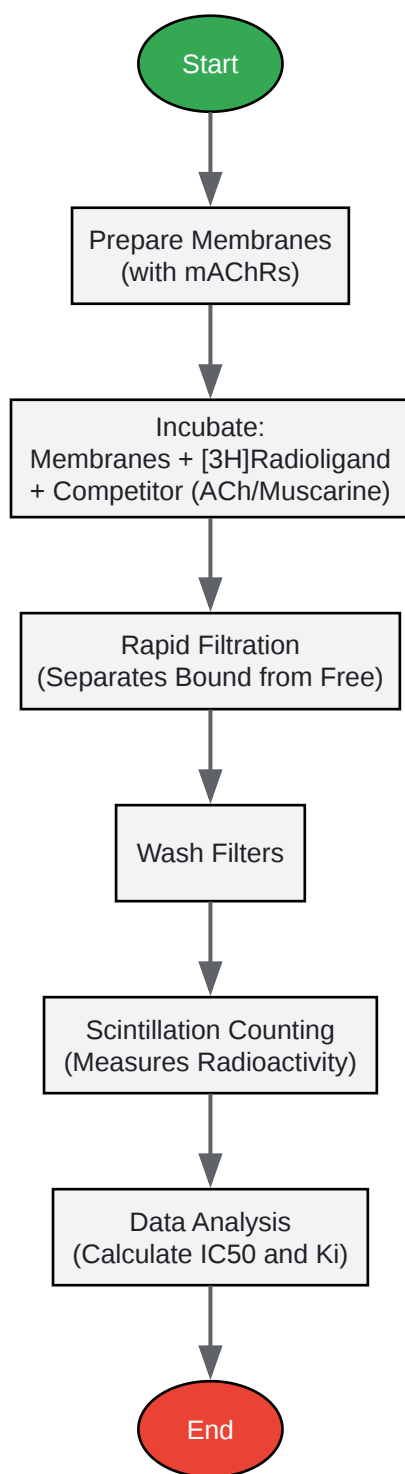 Start
Prepare Membranes
(with mAChRs)
Incubate:
Membranes + [3H]Radioligand
+ Competitor (ACh/Muscarine)
Rapid Filtration
(Separates Bound from Free)
Wash Filters
Scintillation Counting
(Measures Radioactivity)
Data Analysis
(Calculate IC50 and Ki)
End